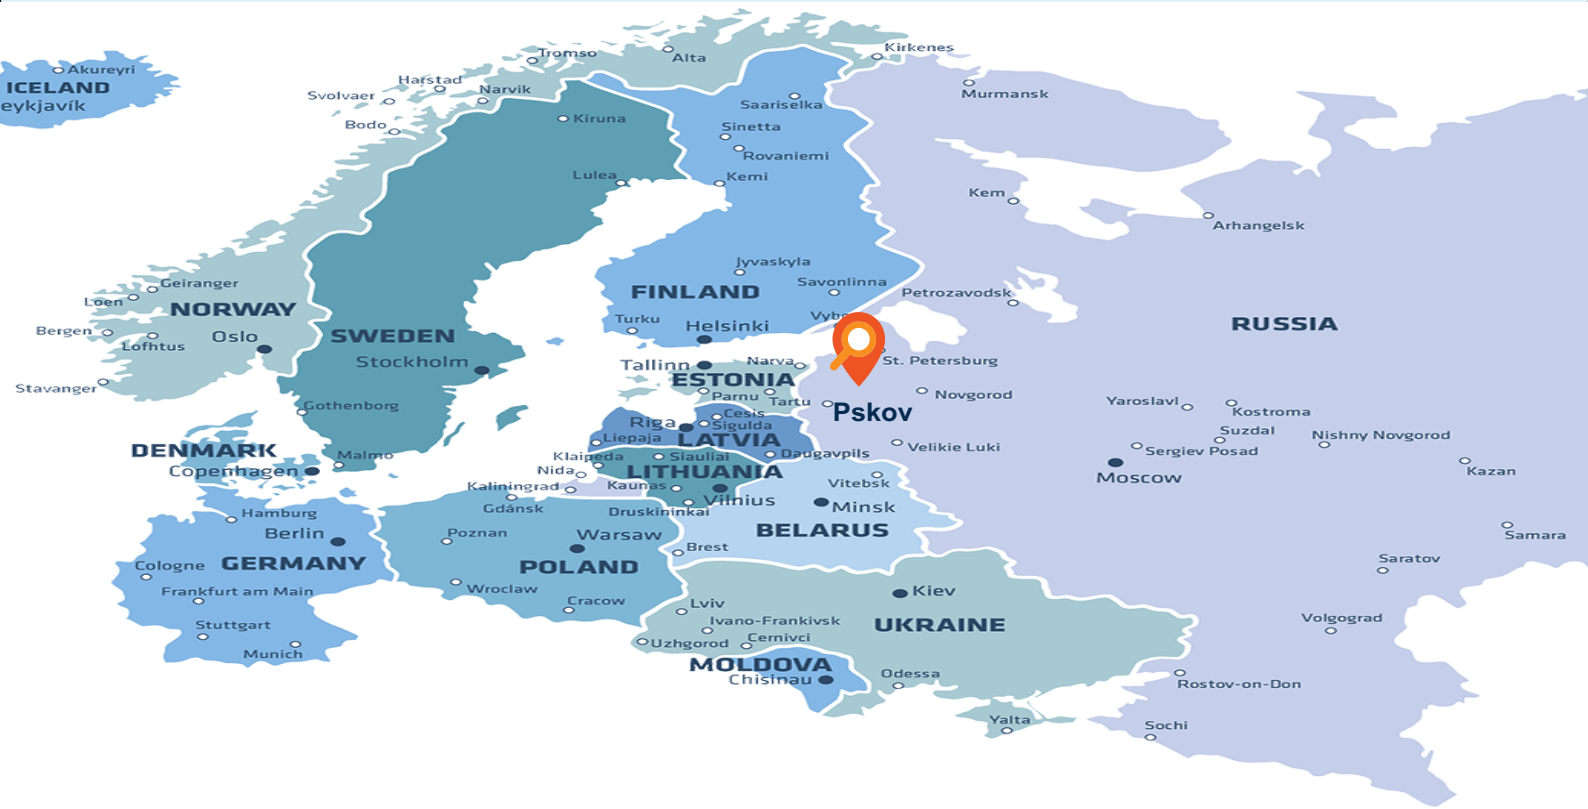 Kirkenes
Tromso
Alta
Akureyri
ICELAND
eykjavík
Harstad
Narvik
Svolvaer
Murmansk
Saariselka
Bodo
Kiruna
Sinetta
Rovaniemi
Lulea
Kemi
Kem
Arhangelsk
Jyvaskyla
Geiranger
Savonlinna
FINLAND
Petrozavodsk
Loen
NORWAY
Turku
Helsinki
Vyb
RUSSIA
Bergen
Oslo
SWEDEN
Lofhtus
Stockholm
Tallinn
Narva
St. Petersburg
ESTONIA
Stavanger
Parnu
Tartu
Novgorod
Pskov
Yaroslavl
Kostroma
Gothenborg
Riga
Cesis
Sigulda
Suzdal
Nishny Novgorod
Liepaja
LATVIA
Velikie Luki
Sergiev Posad
DENMARK
Malmo
Klaipeda
Siauliai
Daugavpils
Copenhagen
Nida
LITHUANIA
Moscow
Kazan
Kaliningrad
Kaunas
Vitebsk
Vilnius
Gdánsk
Druskininkai
Minsk
Hamburg
Berlin
Poznan
Warsaw
BELARUS
Samara
Brest
Cologne
GERMANY
POLAND
Saratov
Frankfurt am Main
Wroclaw
Cracow
Kiev
Lviv
Stuttgart
Ivano-Frankivsk
UKRAINE
Volgograd
Uzhgorod
Cernivci
Munich
MOLDOVA
Chisinau
Odessa
Rostov-on-Don
Yalta
Sochi